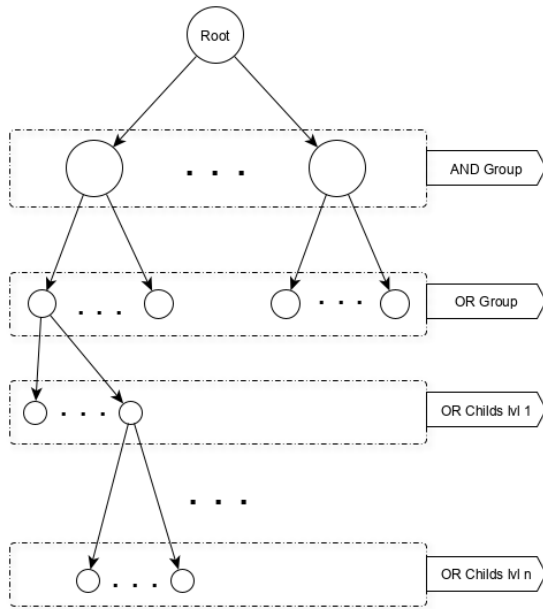 Root
. . .
AND Group
. . .
. . .
OR Group
. . .
OR Childs lvl 1
. . .
. . .
OR Childs lvl n